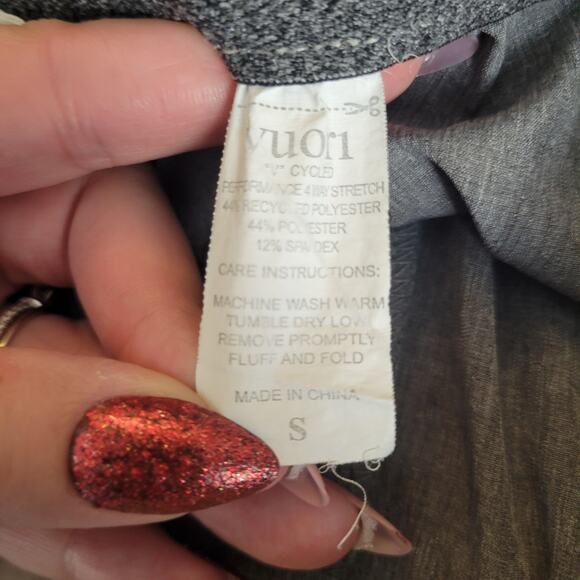 vuori
"V" CYCLED
PERFORMANCE 4 WAY STRETCH
44% RECYCLED POLYESTER
44% POLYESTER
12% SPANDEX
CARE INSTRUCTIONS:
MACHINE WASH WARM
TUMBLE DRY LOW
REMOVE PROMPTLY
FLUFF AND FOLD
MADE IN CHINA
S